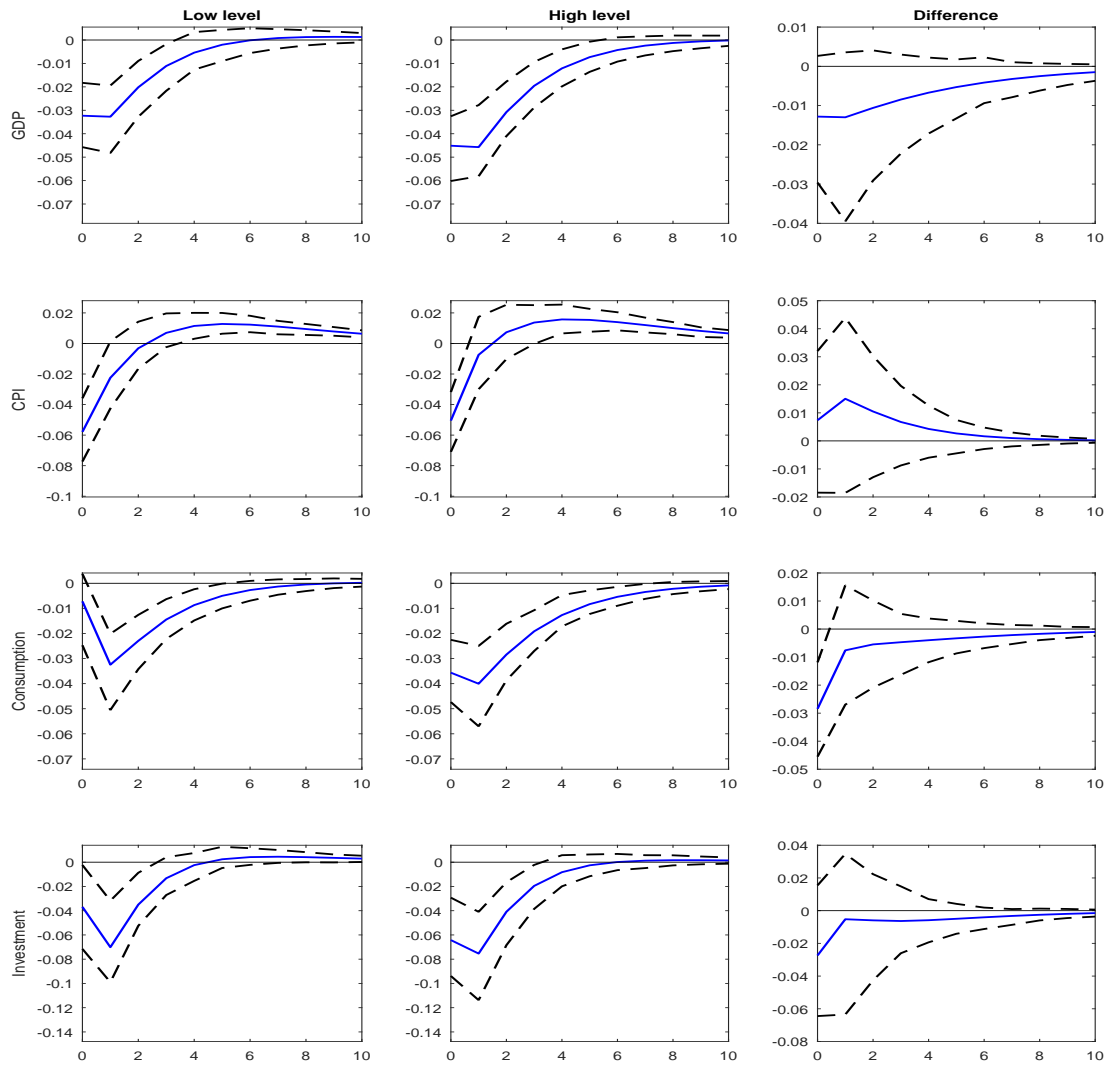 Low level High level Difference
GDP
0 -0.01 -0.02 -0.03 -0.04 -0.05 -0.06 -0.07
0 2 4 6 8 10
0 -0.01 -0.02 -0.03 -0.04 -0.05 -0.06 -0.07
0 2 4 6 8 10
0.01 0 -0.01 -0.02 -0.03 -0.04
0 2 4 6 8 10
CPI
0.02 0 -0.02 -0.04 -0.06 -0.08 -0.1
0 2 4 6 8 10
0.02 0 -0.02 -0.04 -0.06 -0.08 -0.1
0 2 4 6 8 10
0.05 0.04 0.03 0.02 0.01 0 -0.01 -0.02
0 2 4 6 8 10
Consumption
0 -0.01 -0.02 -0.03 -0.04 -0.05 -0.06 -0.07
0 2 4 6 8 10
0 -0.01 -0.02 -0.03 -0.04 -0.05 -0.06 -0.07
0 2 4 6 8 10
0.02 0.01 0 -0.01 -0.02 -0.03 -0.04 -0.05
0 2 4 6 8 10
Investment
0 -0.02 -0.04 -0.06 -0.08 -0.1 -0.12 -0.14
0 2 4 6 8 10
0 -0.02 -0.04 -0.06 -0.08 -0.1 -0.12 -0.14
0 2 4 6 8 10
0.04 0.02 0 -0.02 -0.04 -0.06 -0.08
0 2 4 6 8 10